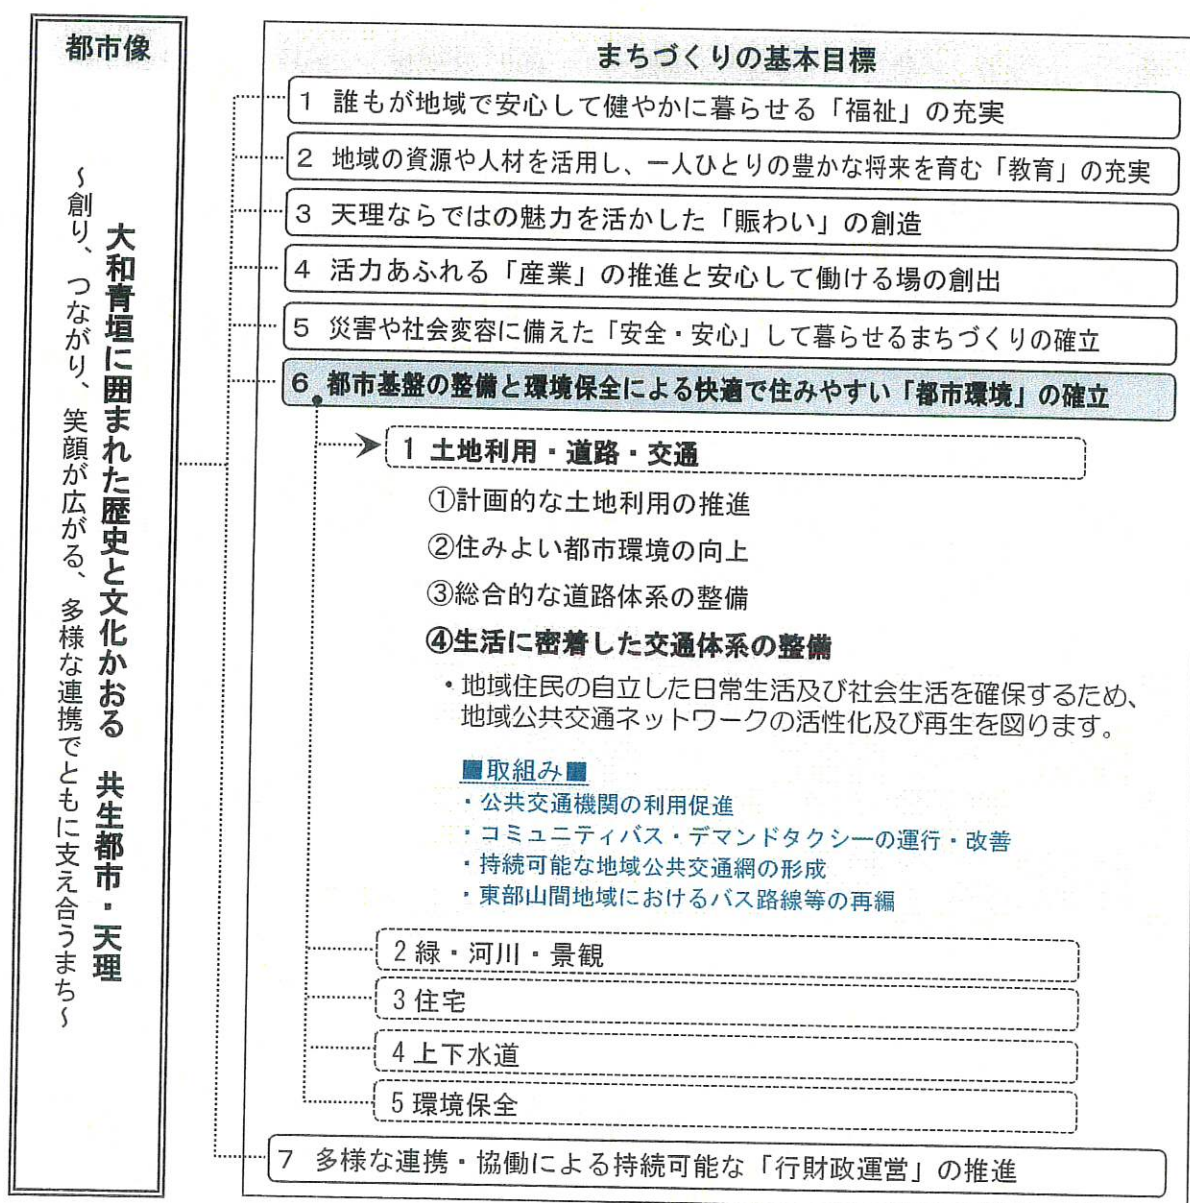 都市像
大和青垣に囲まれた歴史と文化かおる 共生都市・天理
~創り、つながり、笑顔が広がる、多様な連携でともに支え合うまち~
まちづくりの基本目標
1 誰もが地域で安心して健やかに暮らせる「福祉」の充実
2 地域の資源や人材を活用し、一人ひとりの豊かな将来を育む「教育」の充実
3 天理ならではの魅力を活かした「賑わい」の創造
4 活力あふれる「産業」の推進と安心して働ける場の創出
5 災害や社会変容に備えた「安全・安心」して暮らせるまちづくりの確立
6 都市基盤の整備と環境保全による快適で住みやすい「都市環境」の確立
1 土地利用・道路・交通
①計画的な土地利用の推進
②住みよい都市環境の向上
③総合的な道路体系の整備
④生活に密着した交通体系の整備
・地域住民の自立した日常生活及び社会生活を確保するため、
地域公共交通ネットワークの活性化及び再生を図ります。
■取組み■
・公共交通機関の利用促進
・コミュニティバス・デマンドタクシーの運行・改善
・持続可能な地域公共交通網の形成
・東部山間地域におけるバス路線等の再編
2 緑・河川・景観
3 住宅
4 上下水道
5 環境保全
7 多様な連携・協働による持続可能な「行財政運営」の推進